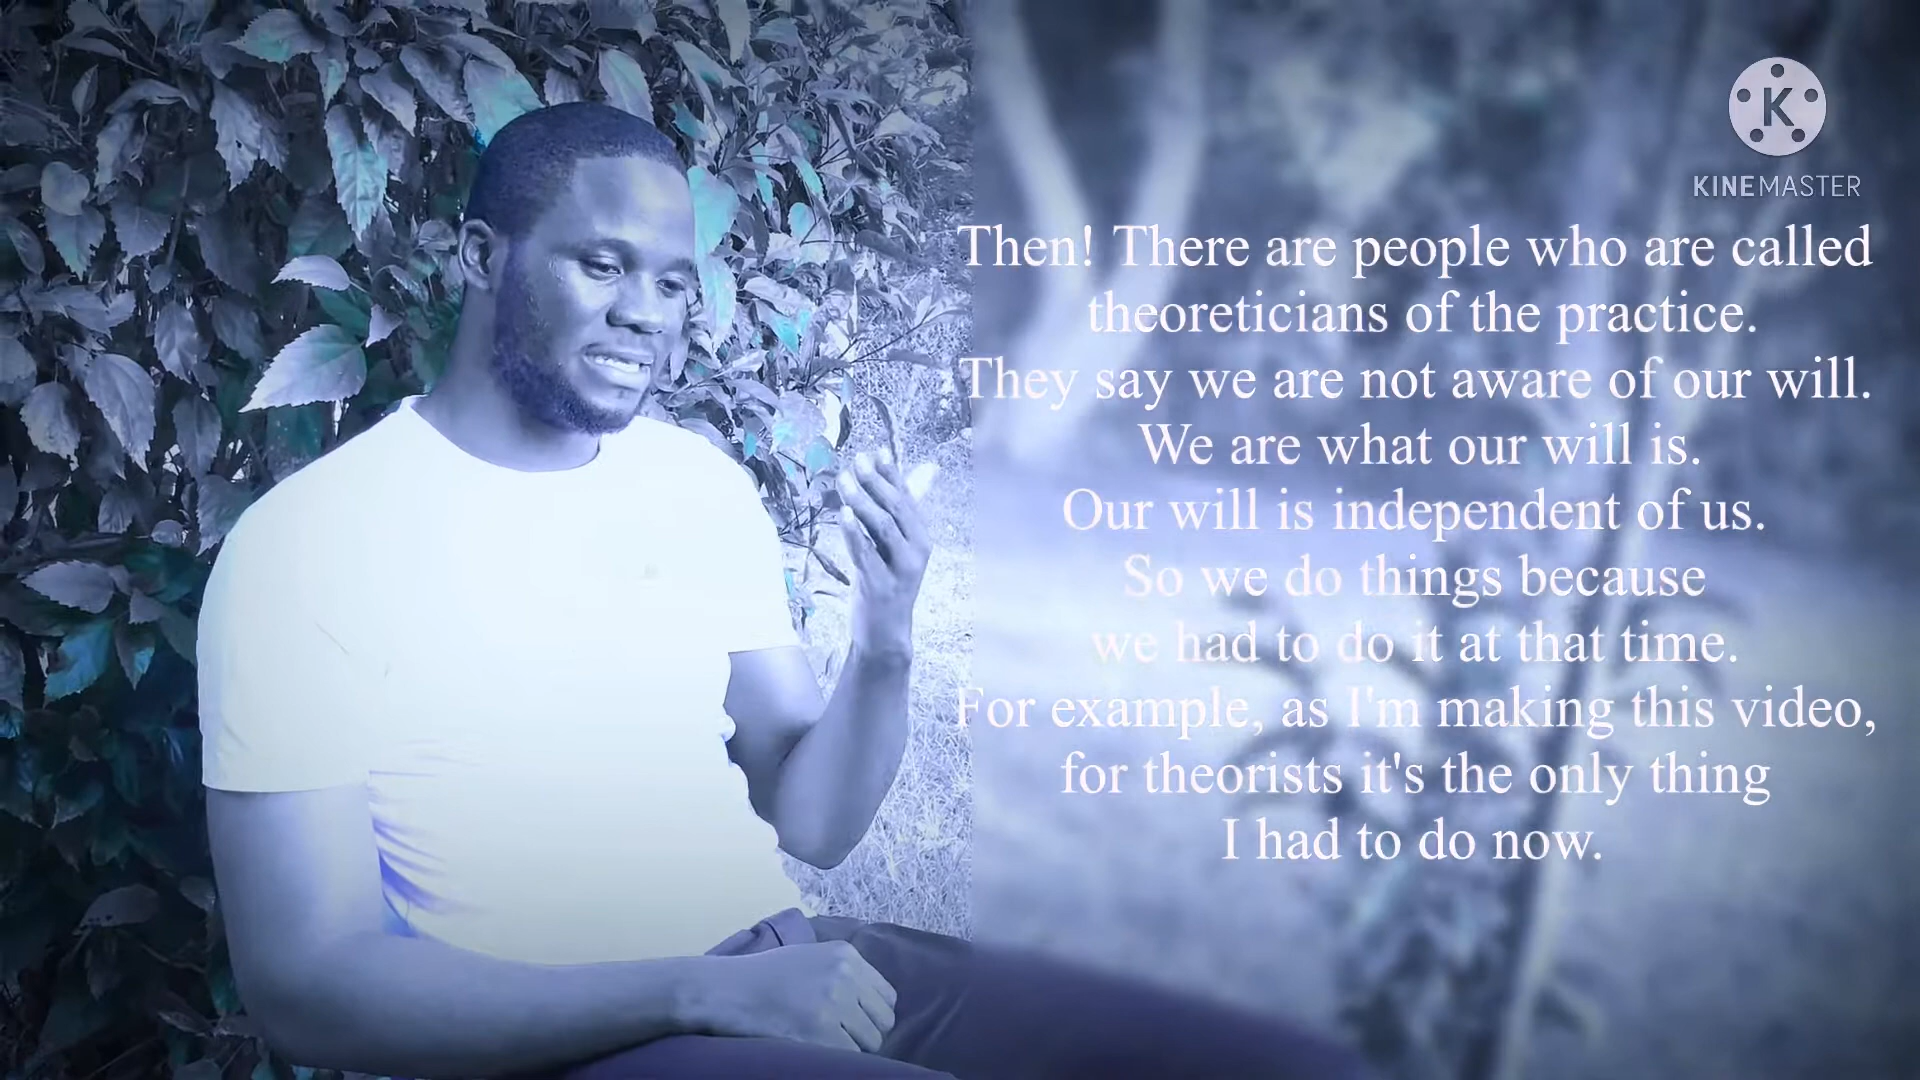 K
KINEMASTER
Then! There are people who are called
theoreticians of the practice.
They say we are not aware of our will.
We are what our will is.
Our will is independent of us.
So we do things because
we had to do it at that time.
For example, as I'm making this video,
for theorists it's the only thing
I had to do now.